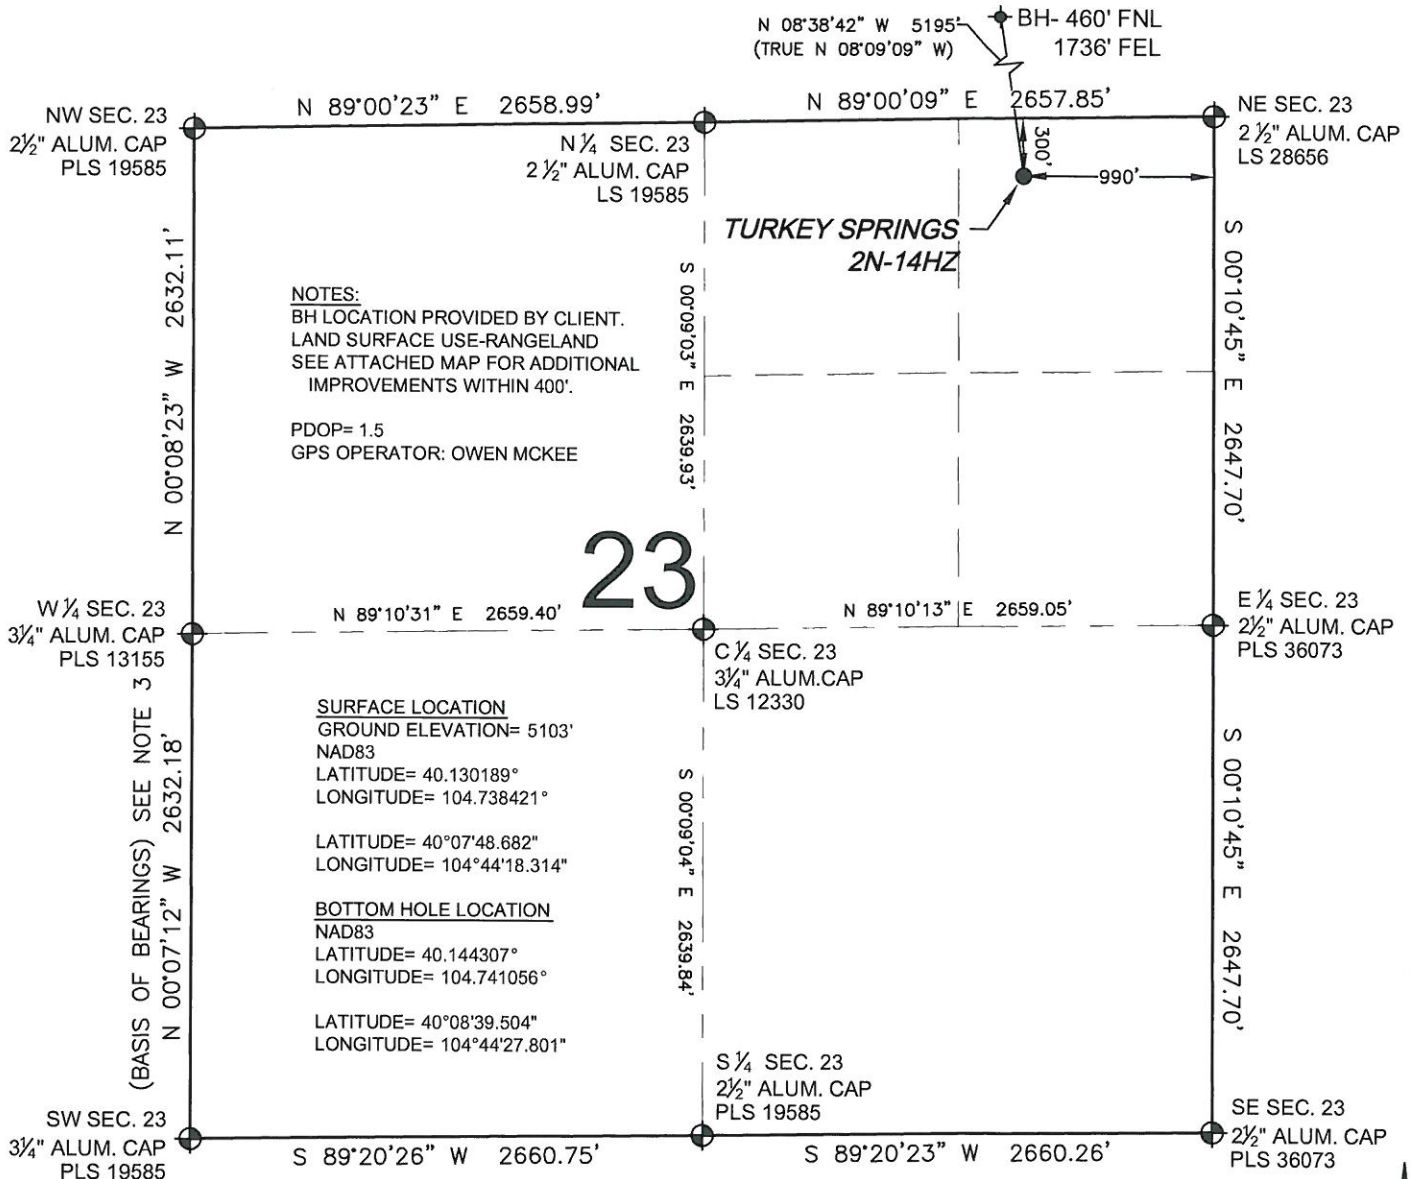 N 08°38'42" W 5195'
(TRUE N 08°09'09" W)
BH- 460' FNL
1736' FEL
NW SEC. 23
2½" ALUM. CAP
PLS 19585
N 89°00'23" E 2658.99'
N ¼ SEC. 23
2 ½" ALUM. CAP
LS 19585
N 89°00'09" E 2657.85'
NE SEC. 23
2 ½" ALUM. CAP
LS 28656
300'
990'
TURKEY SPRINGS
2N-14HZ
N 00°08'23" W 2632.11'
NOTES:
BH LOCATION PROVIDED BY CLIENT.
LAND SURFACE USE-RANGELAND
SEE ATTACHED MAP FOR ADDITIONAL
IMPROVEMENTS WITHIN 400'.
PDOP= 1.5
GPS OPERATOR: OWEN MCKEE
S 00°09'03" E 2639.93'
S 00°10'45" E 2647.70'
23
W ¼ SEC. 23
3¼" ALUM. CAP
PLS 13155
N 89°10'31" E 2659.40'
C ¼ SEC. 23
3¼" ALUM.CAP
LS 12330
N 89°10'13" E 2659.05'
E ¼ SEC. 23
2½" ALUM. CAP
PLS 36073
(BASIS OF BEARINGS) SEE NOTE 3
N 00°07'12" W 2632.18'
SURFACE LOCATION
GROUND ELEVATION= 5103'
NAD83
LATITUDE= 40.130189°
LONGITUDE= 104.738421°
LATITUDE= 40°07'48.682"
LONGITUDE= 104°44'18.314"
BOTTOM HOLE LOCATION
NAD83
LATITUDE= 40.144307°
LONGITUDE= 104.741056°
LATITUDE= 40°08'39.504"
LONGITUDE= 104°44'27.801"
S 00°09'04" E 2639.84'
S 00°10'45" E 2647.70'
SW SEC. 23
3¼" ALUM. CAP
PLS 19585
S 89°20'26" W 2660.75'
S ¼ SEC. 23
2½" ALUM. CAP
PLS 19585
S 89°20'23" W 2660.26'
SE SEC. 23
2½" ALUM. CAP
PLS 36073